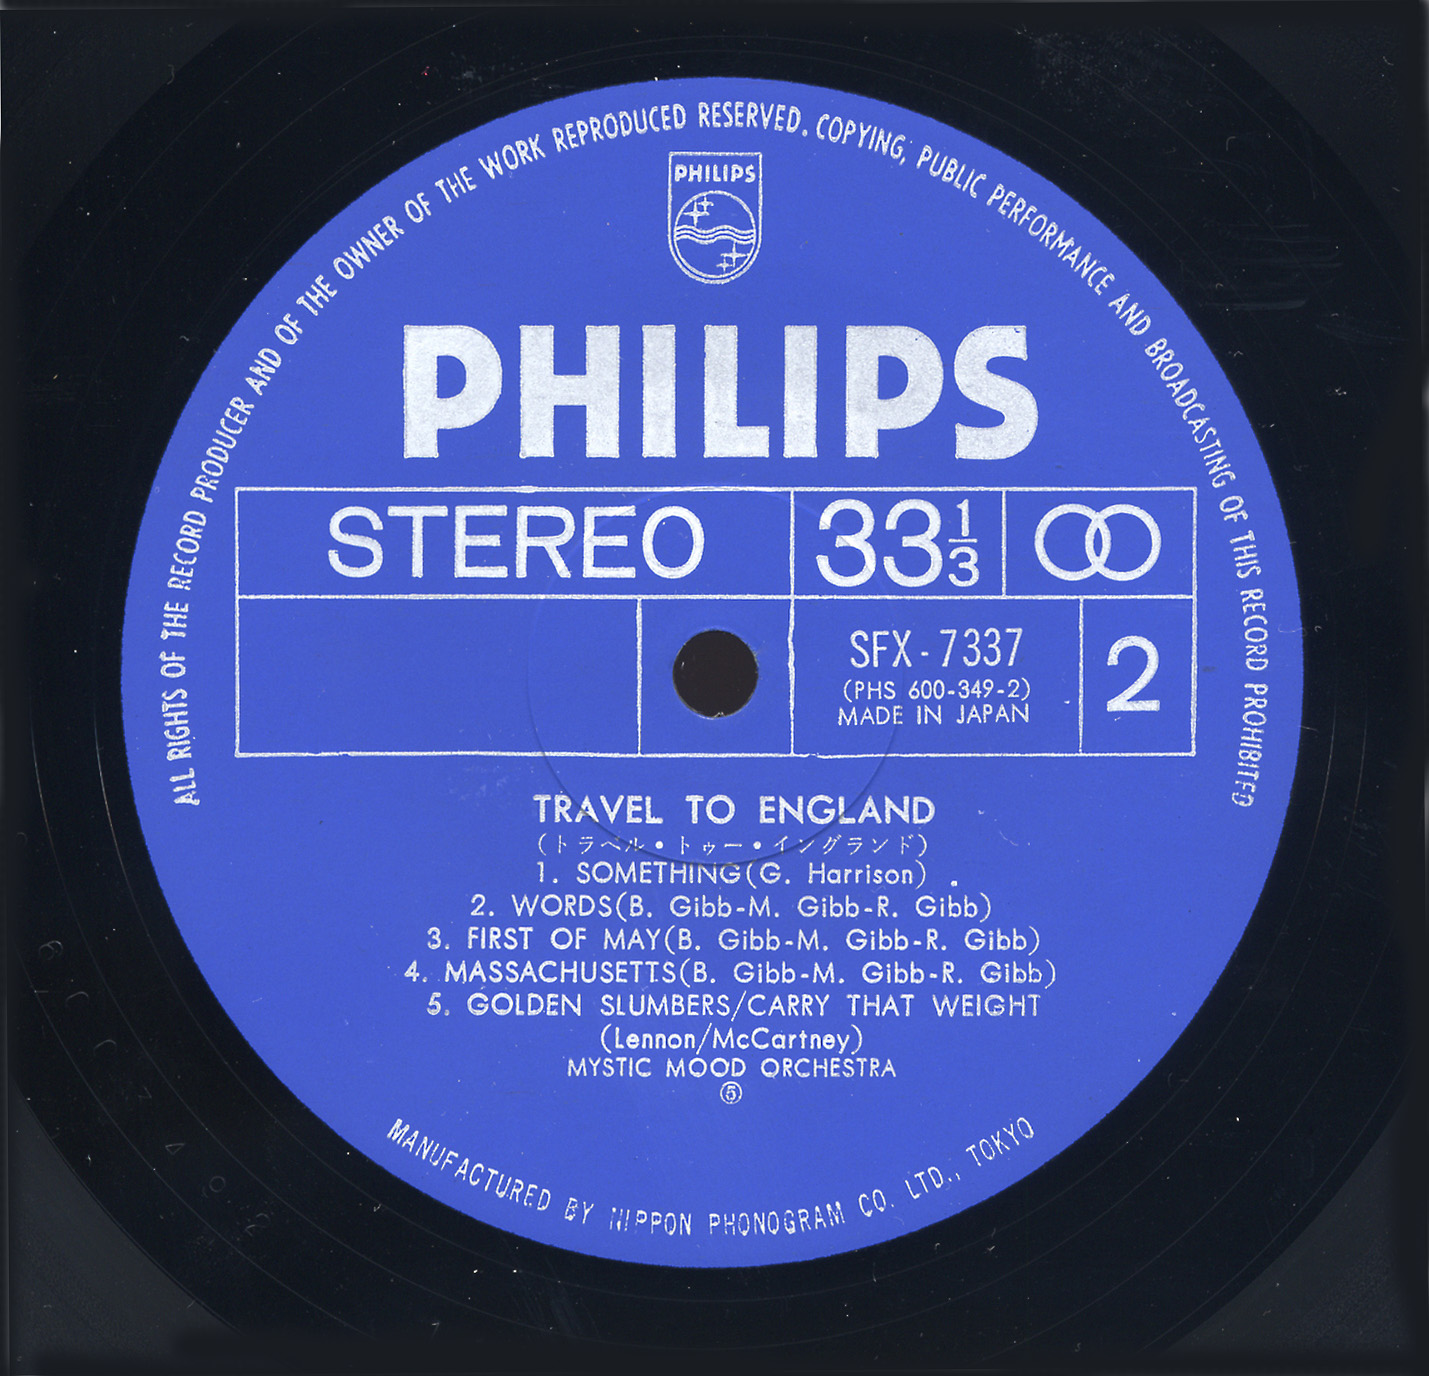 ALL RIGHTS OF THE RECORD PRODUCER AND OF THE OWNER OF THE WORK REPRODUCED RESERVED. COPYING, PUBLIC PERFORMANCE AND BROADCASTING OF THIS RECORD PROHIBITED
PHILIPS
PHILIPS
STEREO 33 1/3
SFX-7337
(PHS 600-349-2)
MADE IN JAPAN
2
TRAVEL TO ENGLAND
(トラベル・トゥー・イングランド)
1. SOMETHING(G. Harrison)
2. WORDS(B. Gibb-M. Gibb-R. Gibb)
3. FIRST OF MAY(B. Gibb-M. Gibb-R. Gibb)
4. MASSACHUSETTS(B. Gibb-M. Gibb-R. Gibb)
5. GOLDEN SLUMBERS/CARRY THAT WEIGHT
(Lennon/McCartney)
MYSTIC MOOD ORCHESTRA
Ⓢ
MANUFACTURED BY NIPPON PHONOGRAM CO. LTD., TOKYO